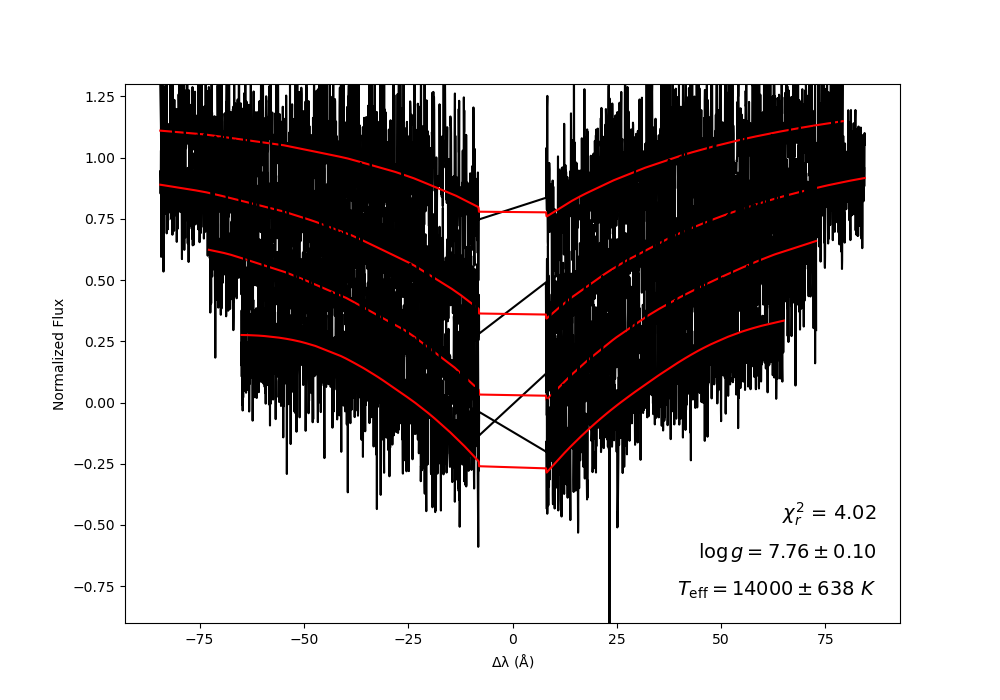 1.25
1.00
0.75
0.50
0.25
0.00
−0.25
−0.50
−0.75
Normalized Flux
χ²ᵣ = 4.02
log g = 7.76 ± 0.10
T_eff = 14000 ± 638 K
−75 −50 −25 0 25 50 75
Δλ (Å)